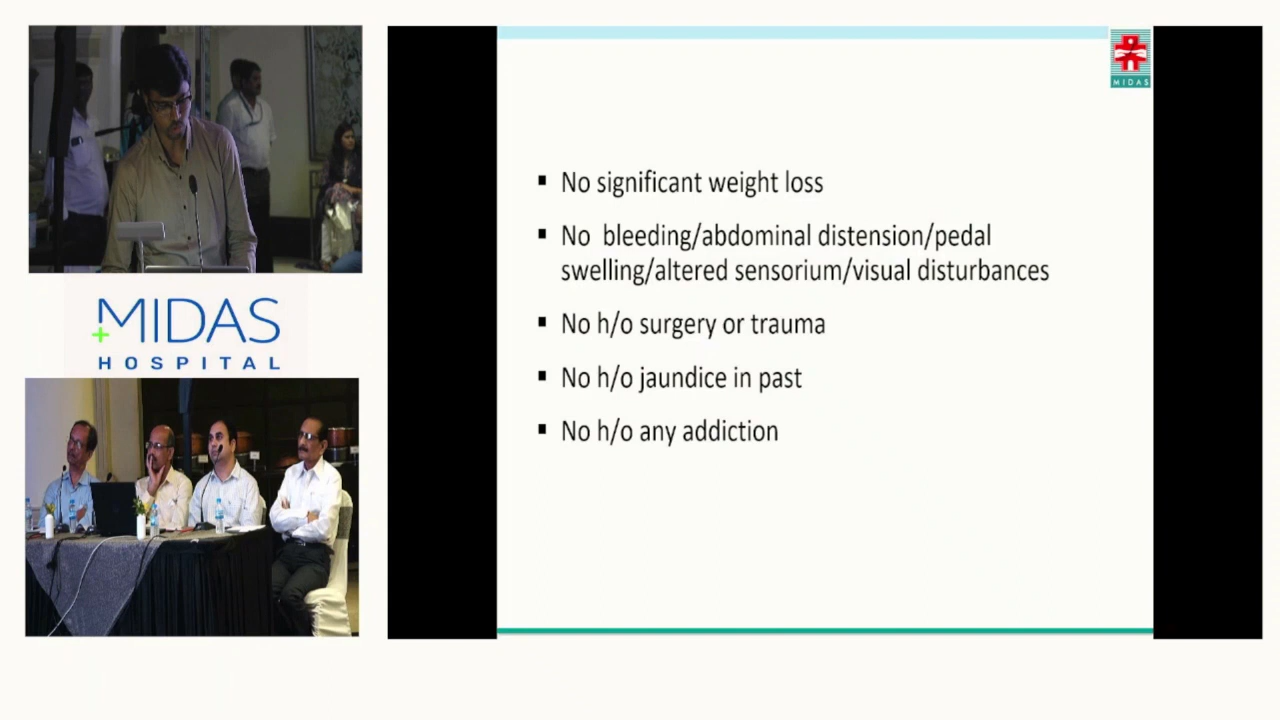 MIDAS
HOSPITAL
MIDAS
No significant weight loss
No bleeding/abdominal distension/pedal
swelling/altered sensorium/visual disturbances
No h/o surgery or trauma
No h/o jaundice in past
No h/o any addiction